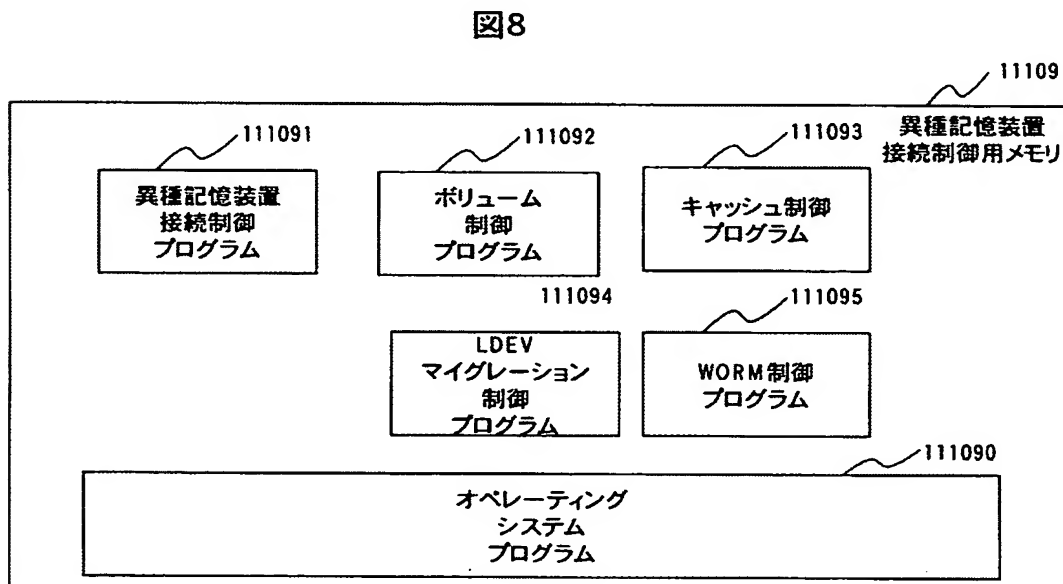 図8
11109
異種記憶装置
接続制御用メモリ
111091
異種記憶装置
接続制御
プログラム
111092
ボリューム
制御
プログラム
111093
キャッシュ制御
プログラム
111094
LDEV
マイグレーション
制御
プログラム
111095
WORM制御
プログラム
111090
オペレーティング
システム
プログラム